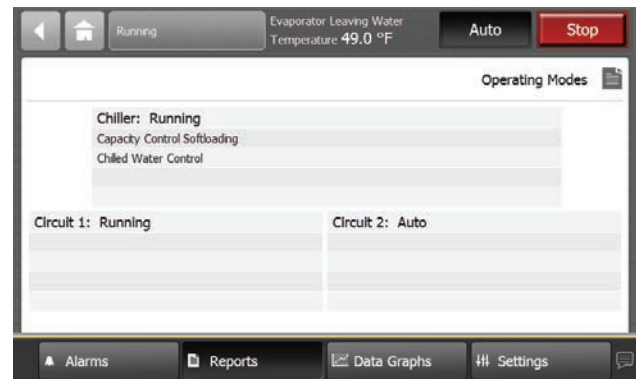 Running
Evaporator Leaving Water
Temperature 49.0 °F
Auto
Stop
Operating Modes
Chiller: Running
Capacity Control Softloading
Chilled Water Control
Circuit 1: Running
Circuit 2: Auto
Alarms
Reports
Data Graphs
Settings